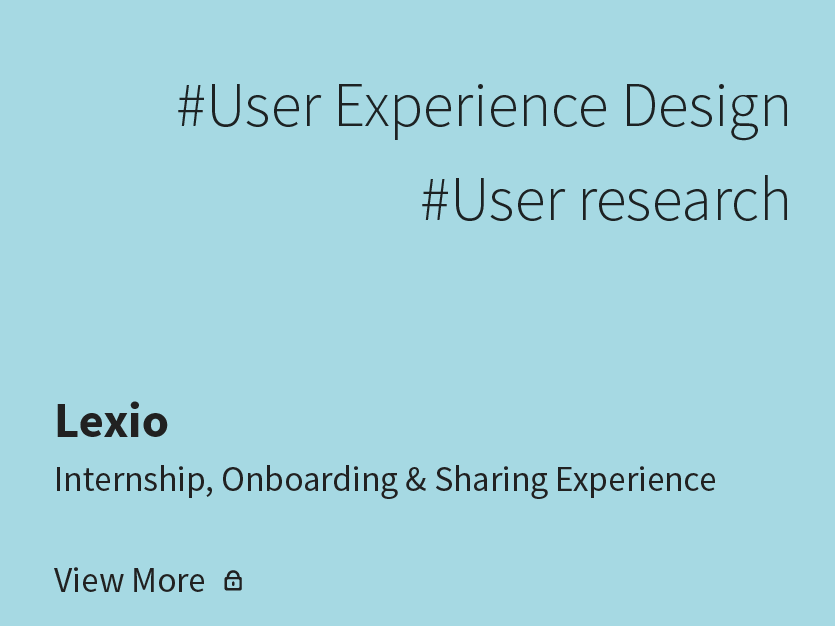 #User Experience Design
#User research
Lexio
Internship, Onboarding & Sharing Experience
View More